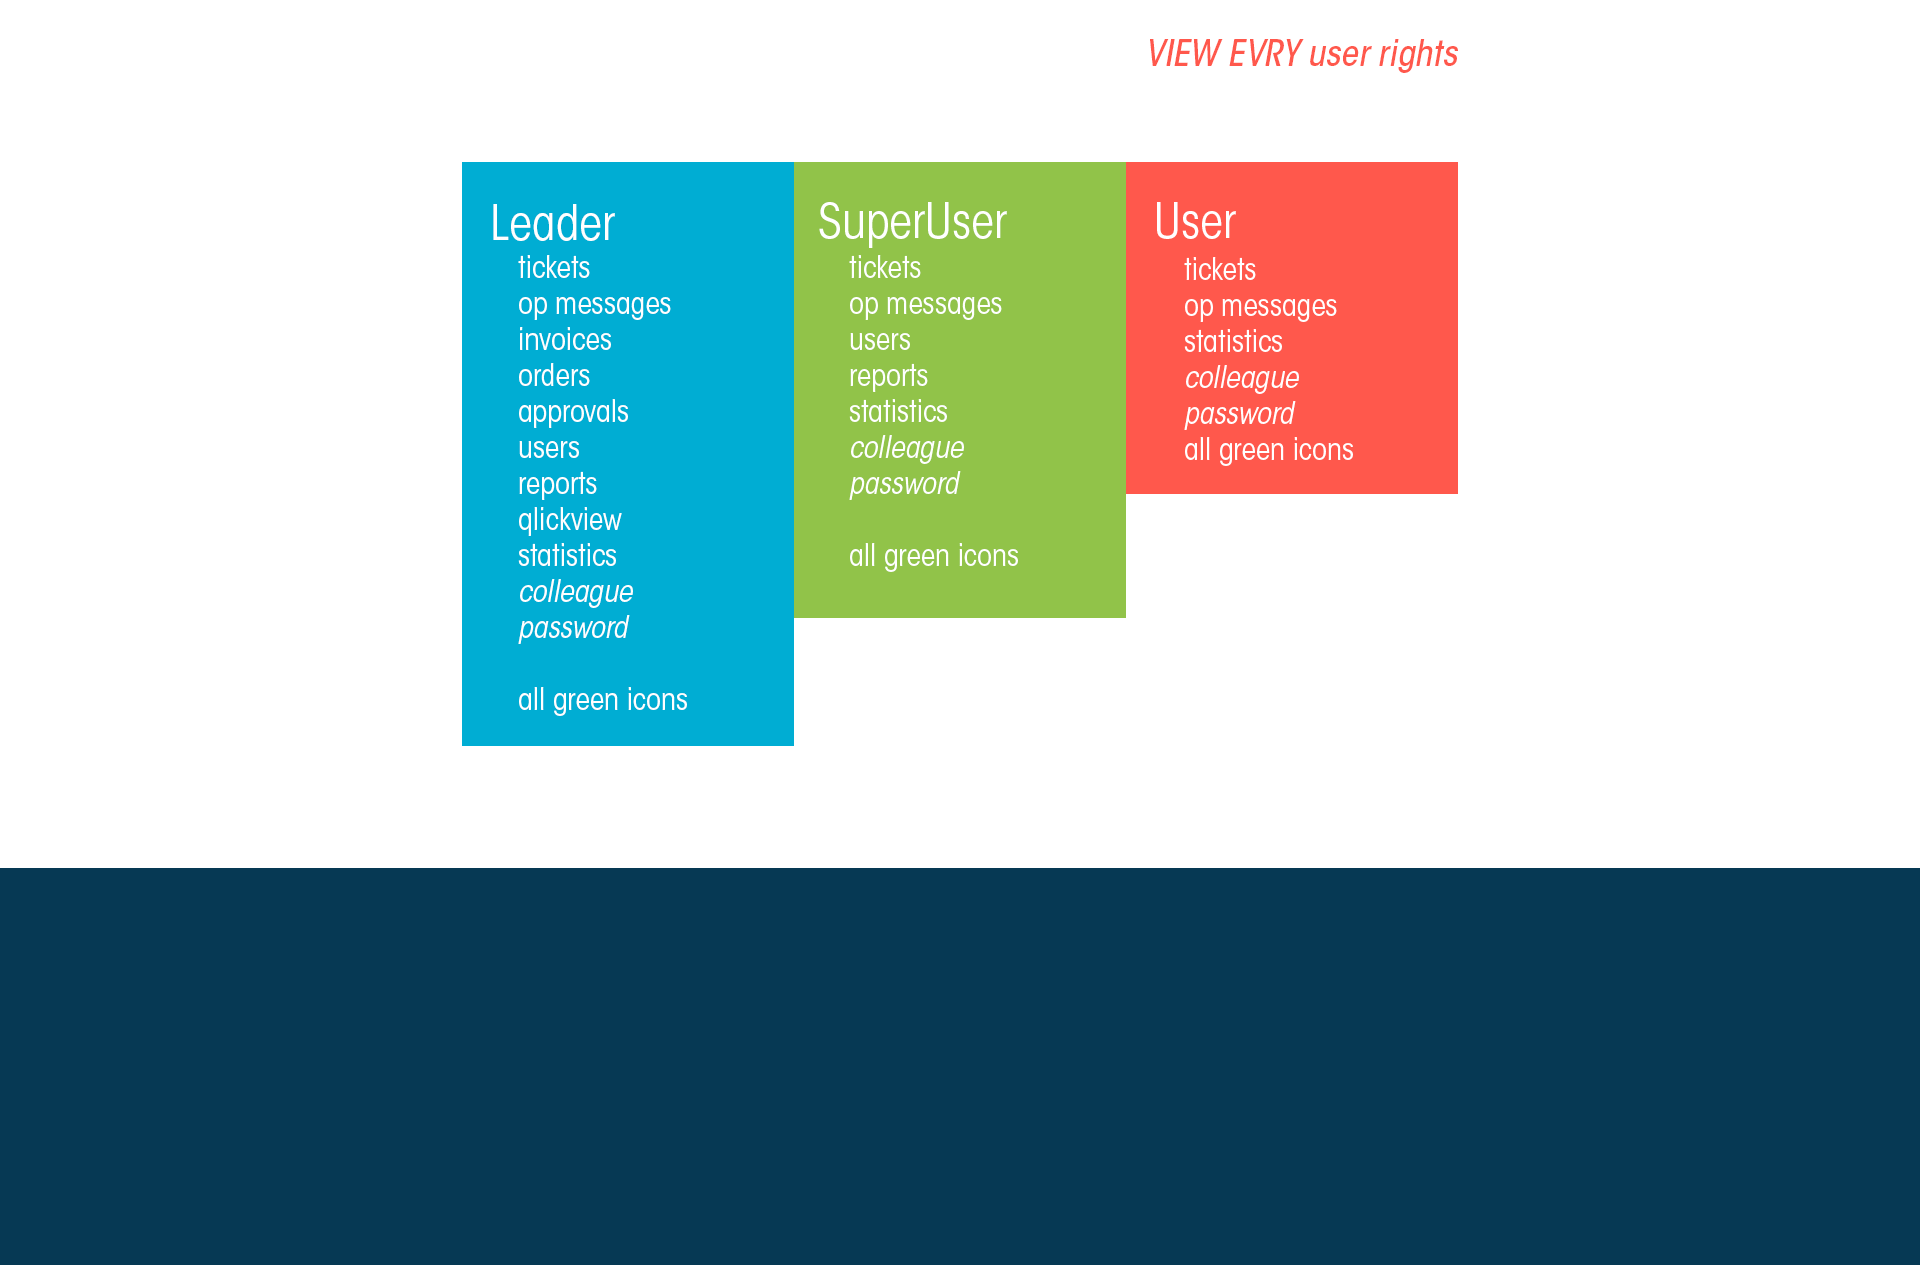 VIEW EVRY user rights
Leader
tickets
op messages
invoices
orders
approvals
users
reports
qlickview
statistics
colleague
password
all green icons
SuperUser
tickets
op messages
users
reports
statistics
colleague
password
all green icons
User
tickets
op messages
statistics
colleague
password
all green icons